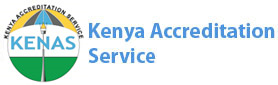 KENYA ACCREDITATION SERVICE
KENAS
Kenya Accreditation
Service